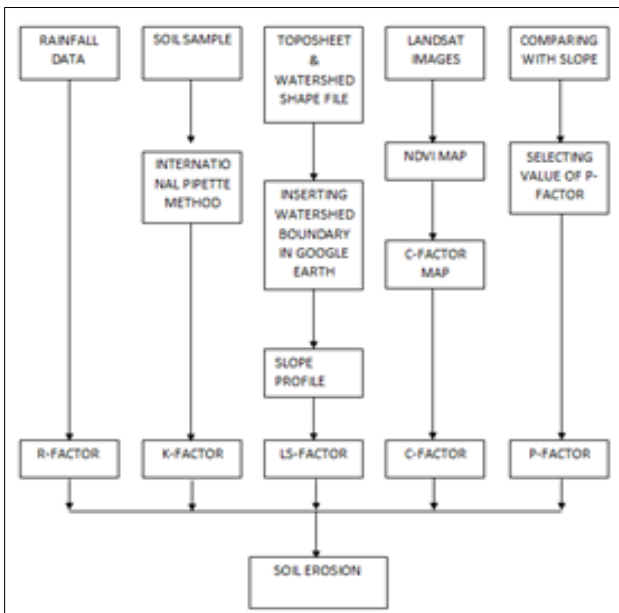 RAINFALL
DATA
SOIL SAMPLE
TOPOSHEET
&
WATERSHED
SHAPE FILE
LANDSAT
IMAGES
COMPARING
WITH SLOPE
INTERNATIO
NAL PIPETTE
METHOD
INSERTING
WATERSHED
BOUNDARY
IN GOOGLE
EARTH
NDVI MAP
SELECTING
VALUE OF P-
FACTOR
C-FACTOR
MAP
SLOPE
PROFILE
R-FACTOR
K-FACTOR
LS-FACTOR
C-FACTOR
P-FACTOR
SOIL EROSION